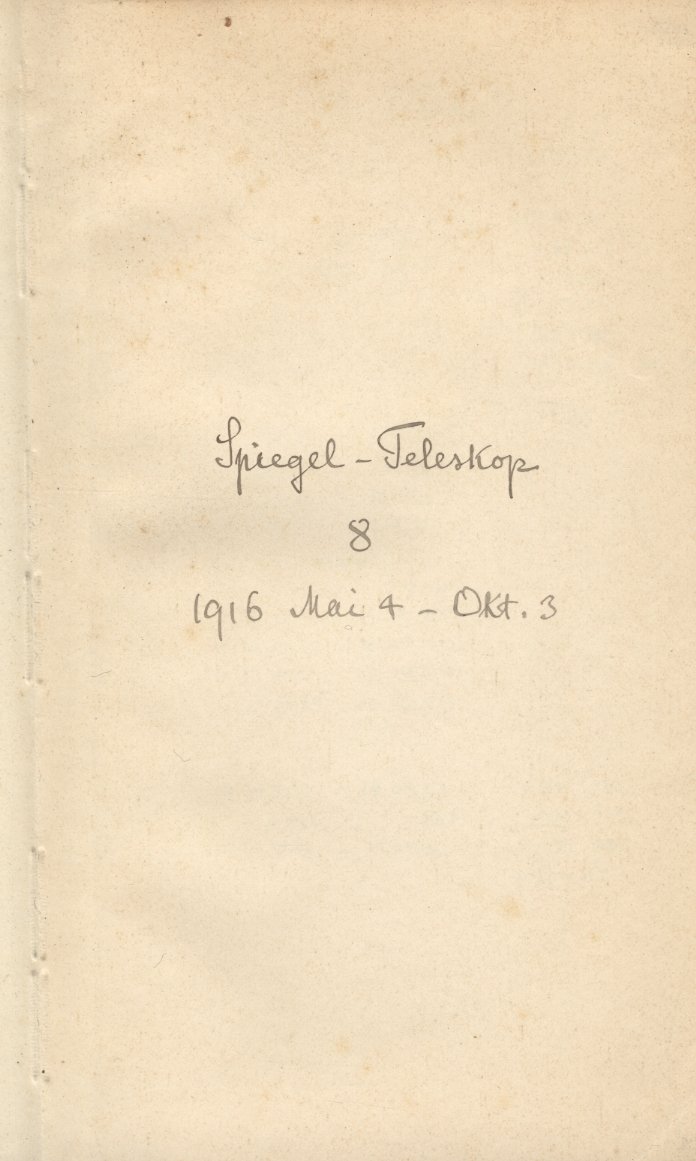 Spiegel - Teleskop
8
1916 Mai 4 - Okt. 3